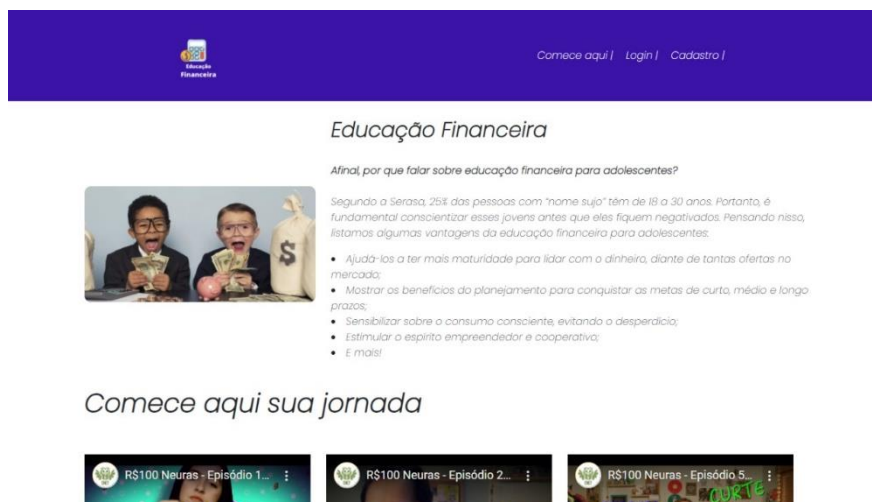 Educação
Financeira
Comece aqui | Login | Cadastro |
Educação Financeira
Afinal, por que falar sobre educação financeira para adolescentes?
Segundo a Serasa, 25% das pessoas com “nome sujo” têm de 18 a 30 anos. Portanto, é
fundamental conscientizar esses jovens antes que eles fiquem negativados. Pensando nisso,
listamos algumas vantagens da educação financeira para adolescentes:
• Ajudá-los a ter mais maturidade para lidar com o dinheiro, diante de tantas ofertas no
mercado;
• Mostrar os benefícios do planejamento para conquistar as metas de curto, médio e longo
prazos;
• Sensibilizar sobre o consumo consciente, evitando o desperdício;
• Estimular o espírito empreendedor e cooperativo;
• E mais!
$
Comece aqui sua jornada
R$100 Neuras - Episódio 1...
R$100 Neuras - Episódio 2...
R$100 Neuras - Episódio 5...
CURTE